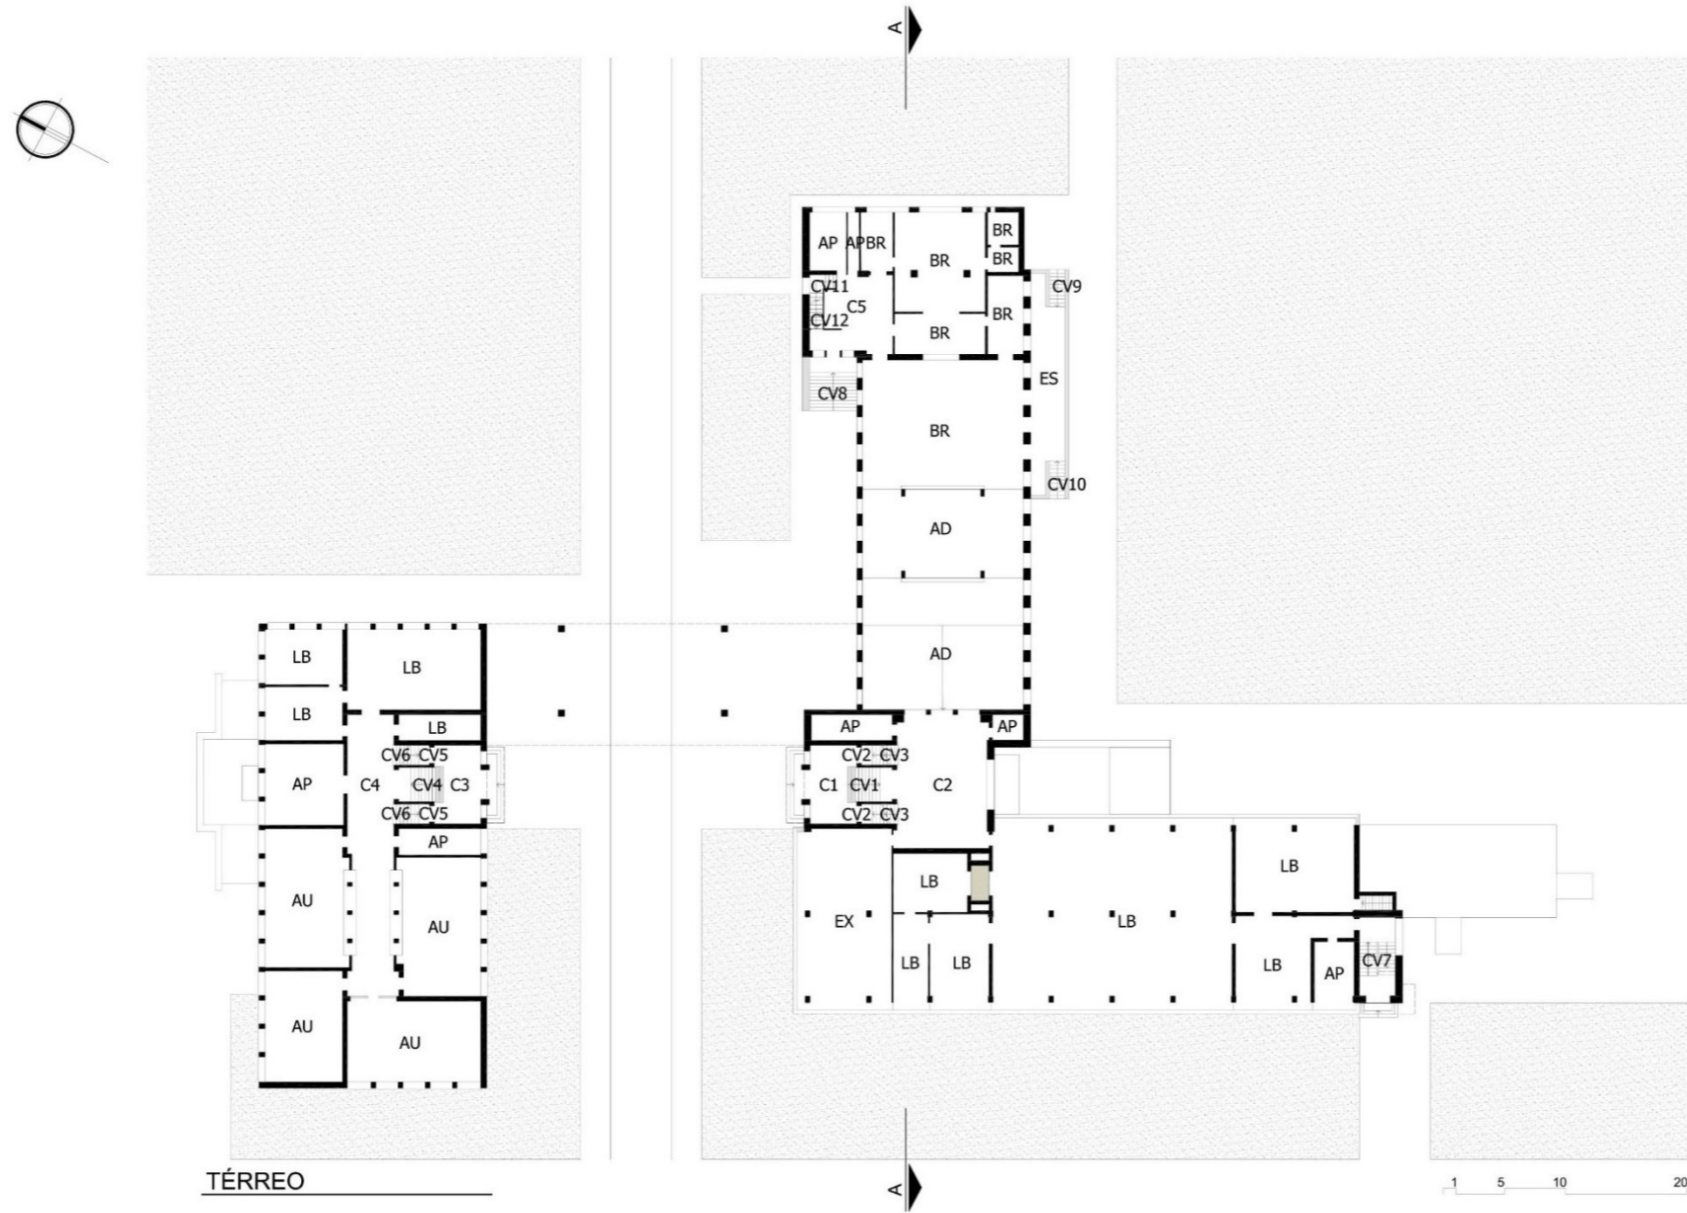 A
AP AP BR BR BR
BR
CV11 CV9
C5 BR
CV12 BR
ES
CV8
BR
CV10
AD
LB LB AD
LB LB AP AP
CV6 CV5 CV2 CV3
AP C4 CV4 C3 C1 CV1 C2
CV6 CV5 CV2 CV3
AP
LB LB
AU AU EX LB
LB LB LB AP CV7
AU AU
TÉRREO
A
1 5 10 20